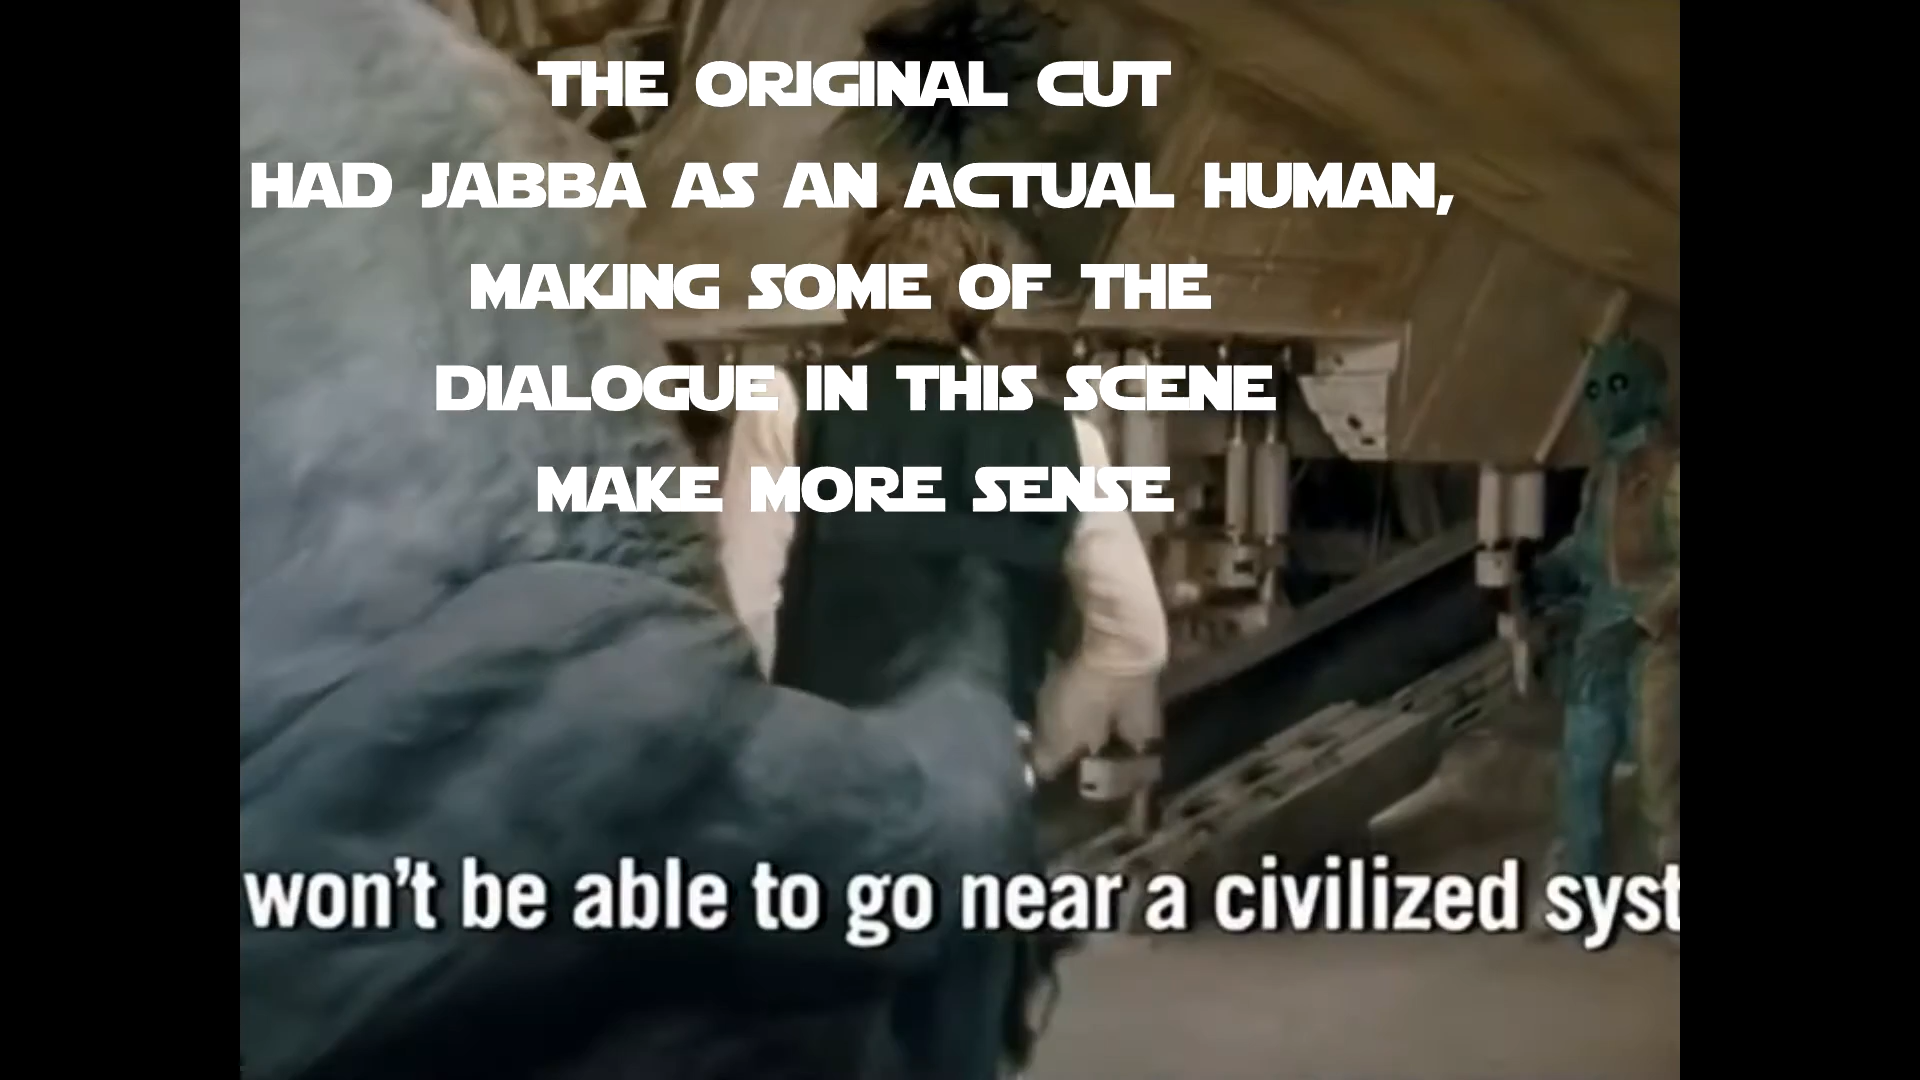 THE ORIGINAL CUT
HAD JABBA AS AN ACTUAL HUMAN,
MAKING SOME OF THE
DIALOGUE IN THIS SCENE
MAKE MORE SENSE
won't be able to go near a civilized syst